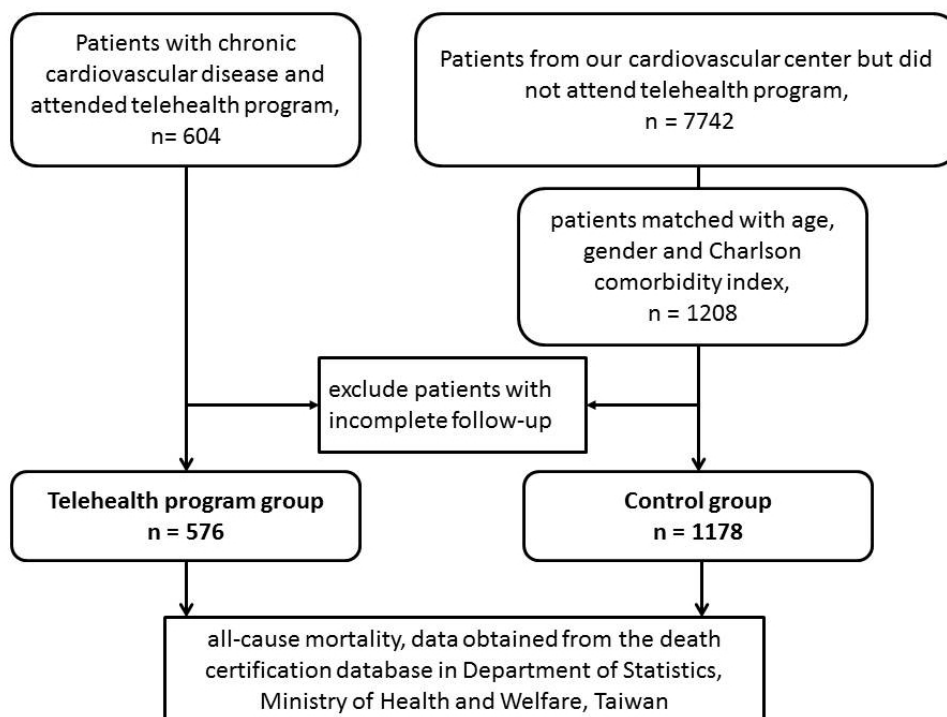 Patients with chronic
cardiovascular disease and
attended telehealth program,
n= 604
Patients from our cardiovascular center but did
not attend telehealth program,
n = 7742
patients matched with age,
gender and Charlson
comorbidity index,
n = 1208
exclude patients with
incomplete follow-up
Telehealth program group
n = 576
Control group
n = 1178
all-cause mortality, data obtained from the death
certification database in Department of Statistics,
Ministry of Health and Welfare, Taiwan